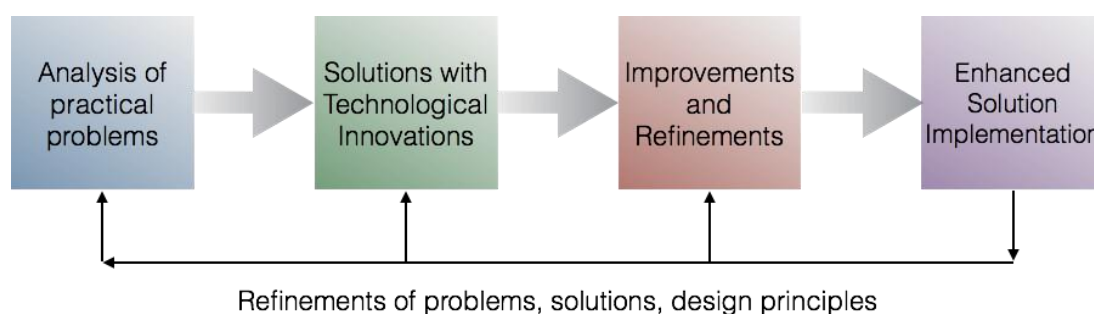 Analysis of
practical
problems
Solutions with
Technological
Innovations
Improvements
and
Refinements
Enhanced
Solution
Implementation
Refinements of problems, solutions, design principles